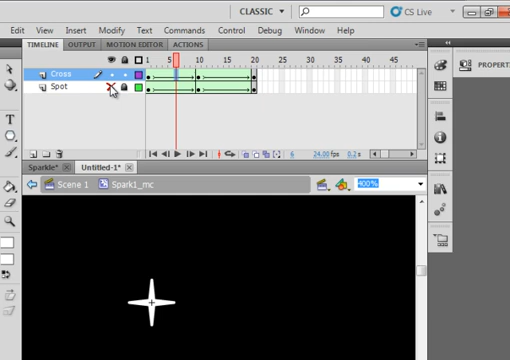 CLASSIC CS Live
View Insert Modify Text Commands Control Debug Window Help
TIMELINE OUTPUT MOTION EDITOR ACTIONS
1 5 10 15 20 25 30 35 40 45
Cross
Spot
6 24.00 fps 0.2 s
Sparkle* Untitled-1*
Scene 1 Spark1_mc 400%
PROPERT